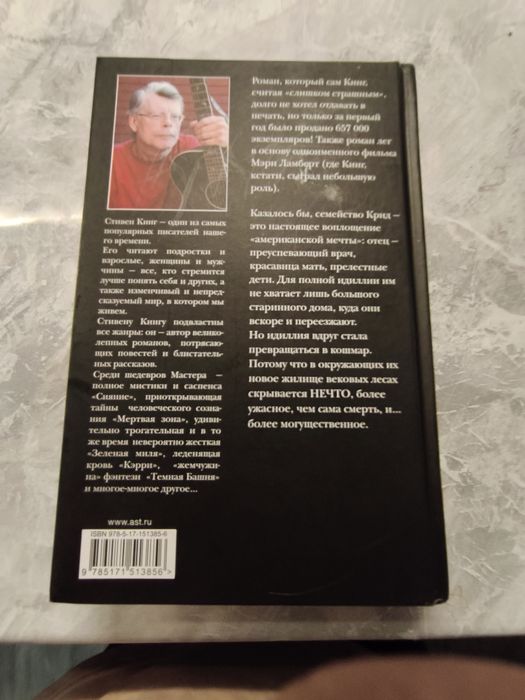 Роман, который сам Кинг,
считая «слишком страшным»,
долго не хотел отдавать в
печать, но только за первый
год было продано 657 000
экземпляров! Также роман лег
в основу одноименного фильма
Мэри Ламберт (где Кинг,
кстати, сыграл небольшую
роль).
Казалось бы, семейство Крид –
это настоящее воплощение
«американской мечты»: отец –
преуспевающий врач,
красавица мать, прелестные
дети. Для полной идиллии им
не хватает лишь большого
старинного дома, куда они
вскоре и переезжают.
Но идиллия вдруг стала
превращаться в кошмар.
Потому что в окружающих их
новое жилище вековых лесах
скрывается НЕЧТО, более
ужасное, чем сама смерть, и...
более могущественное.
Стивен Кинг – один из самых
популярных писателей наше-
го времени.
Его читают подростки и
взрослые, женщины и муж-
чины – все, кто стремится
лучше понять себя и других, а
также изменчивый и непред-
сказуемый мир, в котором мы
живем.
Стивену Кингу подвластны
все жанры: он – автор велико-
лепных романов, потрясаю-
щих повестей и блистатель-
ных рассказов.
Среди шедевров Мастера –
полное мистики и саспенса
«Сияние», приоткрывающая
тайны человеческого созна-
ния «Мертвая зона», удиви-
тельно трогательная и в то
же время невероятно жесткая
«Зеленая миля», леденящая
кровь «Кэрри», «жемчужи-
на» фэнтези «Темная Башня»
и многое-многое другое...
www.ast.ru
ISBN 978-5-17-151385-6
9 785171 513856 >